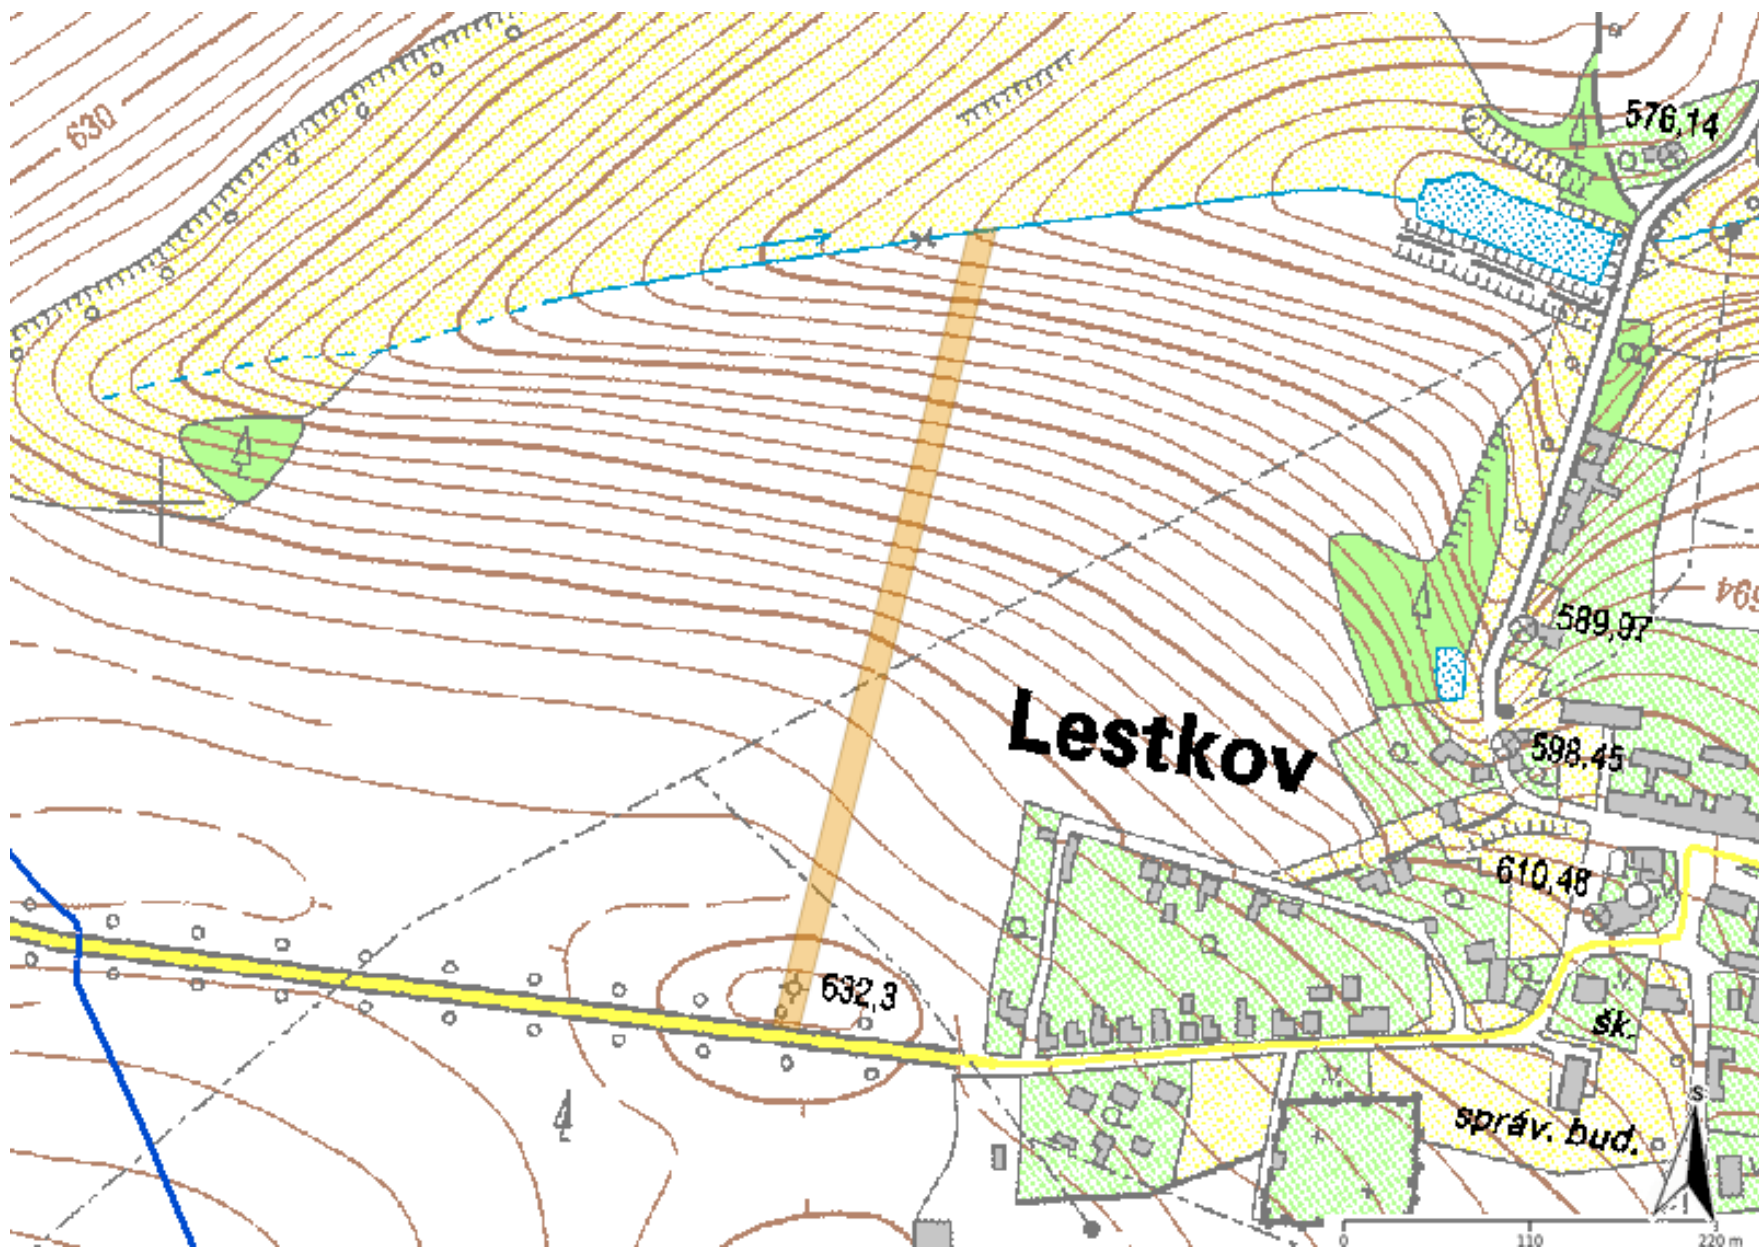 630
576,14
589,97
594
Lestkov
598,45
610,48
632,3
šk.
správ. bud.
S
0 110 220 m